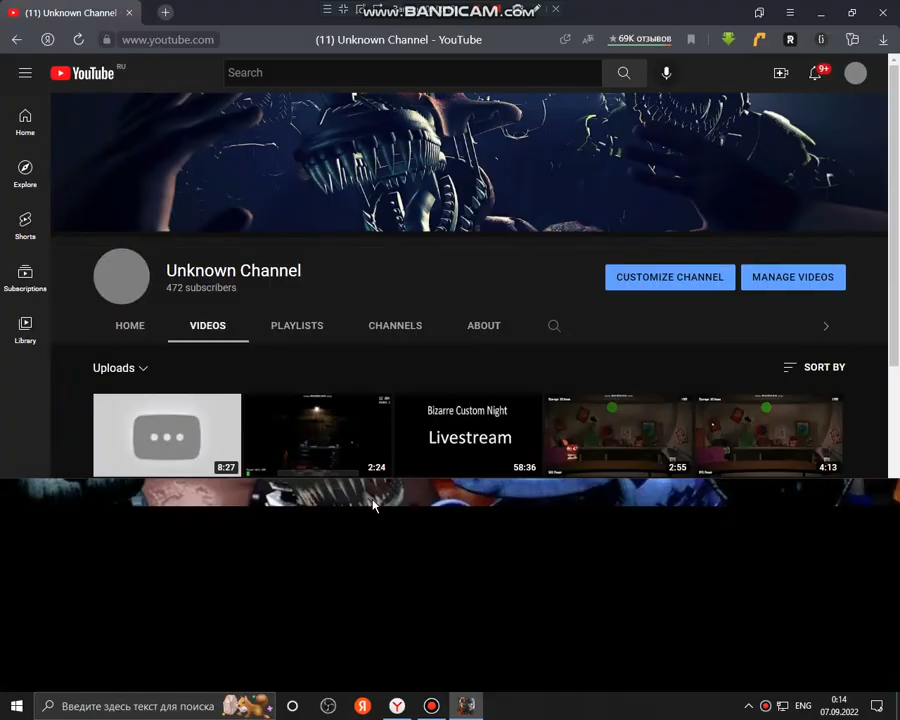 (11) Unknown Channel
www.BANDICAM.com
www.youtube.com
(11) Unknown Channel - YouTube
★ 69K отзывов
YouTube RU
Search
9+
Home
Explore
Shorts
Subscriptions
Library
Unknown Channel
472 subscribers
CUSTOMIZE CHANNEL
MANAGE VIDEOS
HOME
VIDEOS
PLAYLISTS
CHANNELS
ABOUT
Uploads
SORT BY
8:27
2:24
Bizarre Custom Night
Livestream
58:36
2:55
4:13
Введите здесь текст для поиска
ENG
0:14
07.09.2022